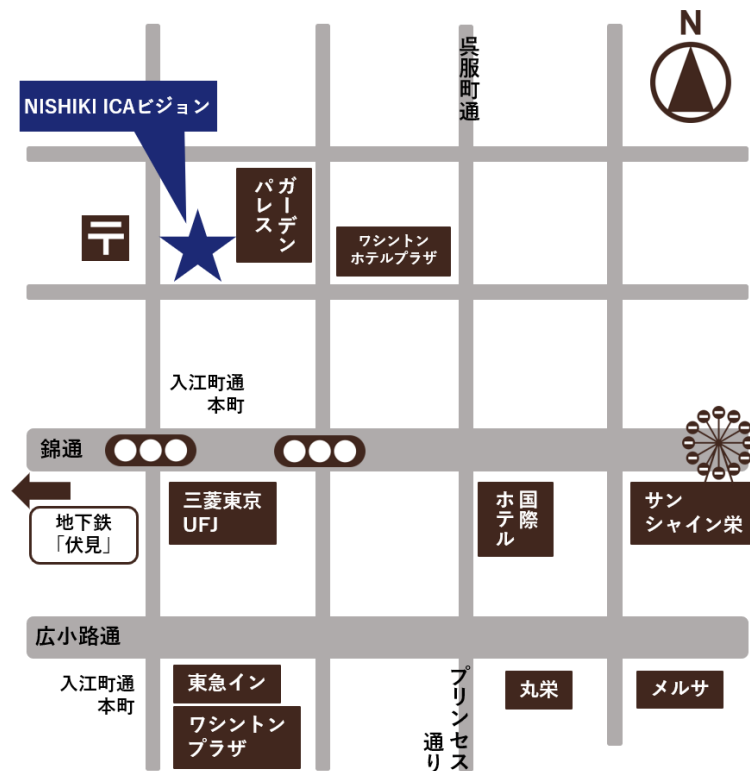 N
呉服町通
NISHIKI ICAビジョン
ガーデン
パレス
〒
ワシントン
ホテルプラザ
入江町通
本町
錦通
地下鉄
「伏見」
三菱東京
UFJ
国際
ホテル
サン
シャイン栄
広小路通
入江町通
本町
東急イン
ワシントン
プラザ
プリンセス
通り
丸栄
メルサ